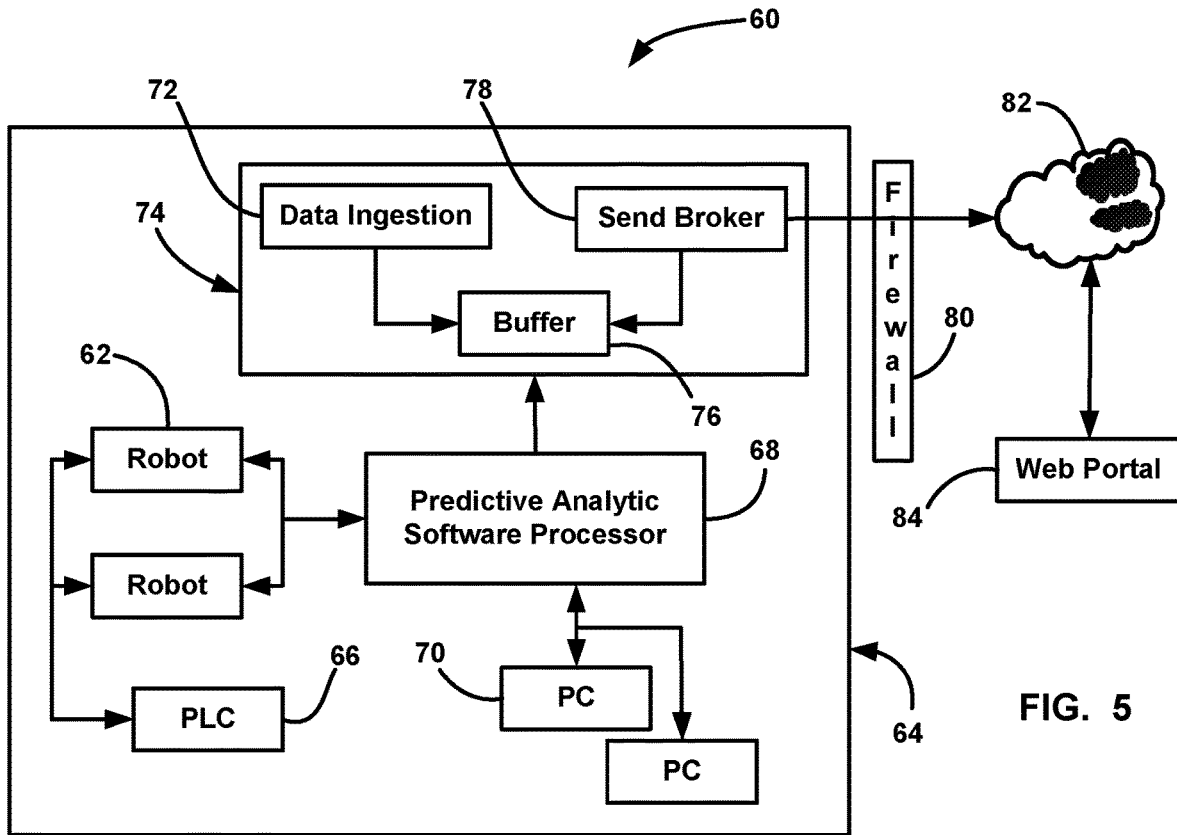 60
72
78
82
Data Ingestion
Send Broker
74
Firewall
Buffer
80
62
76
Robot
68
Web Portal
Predictive Analytic
Software Processor
84
Robot
70
66
PC
PLC
64
FIG. 5
PC